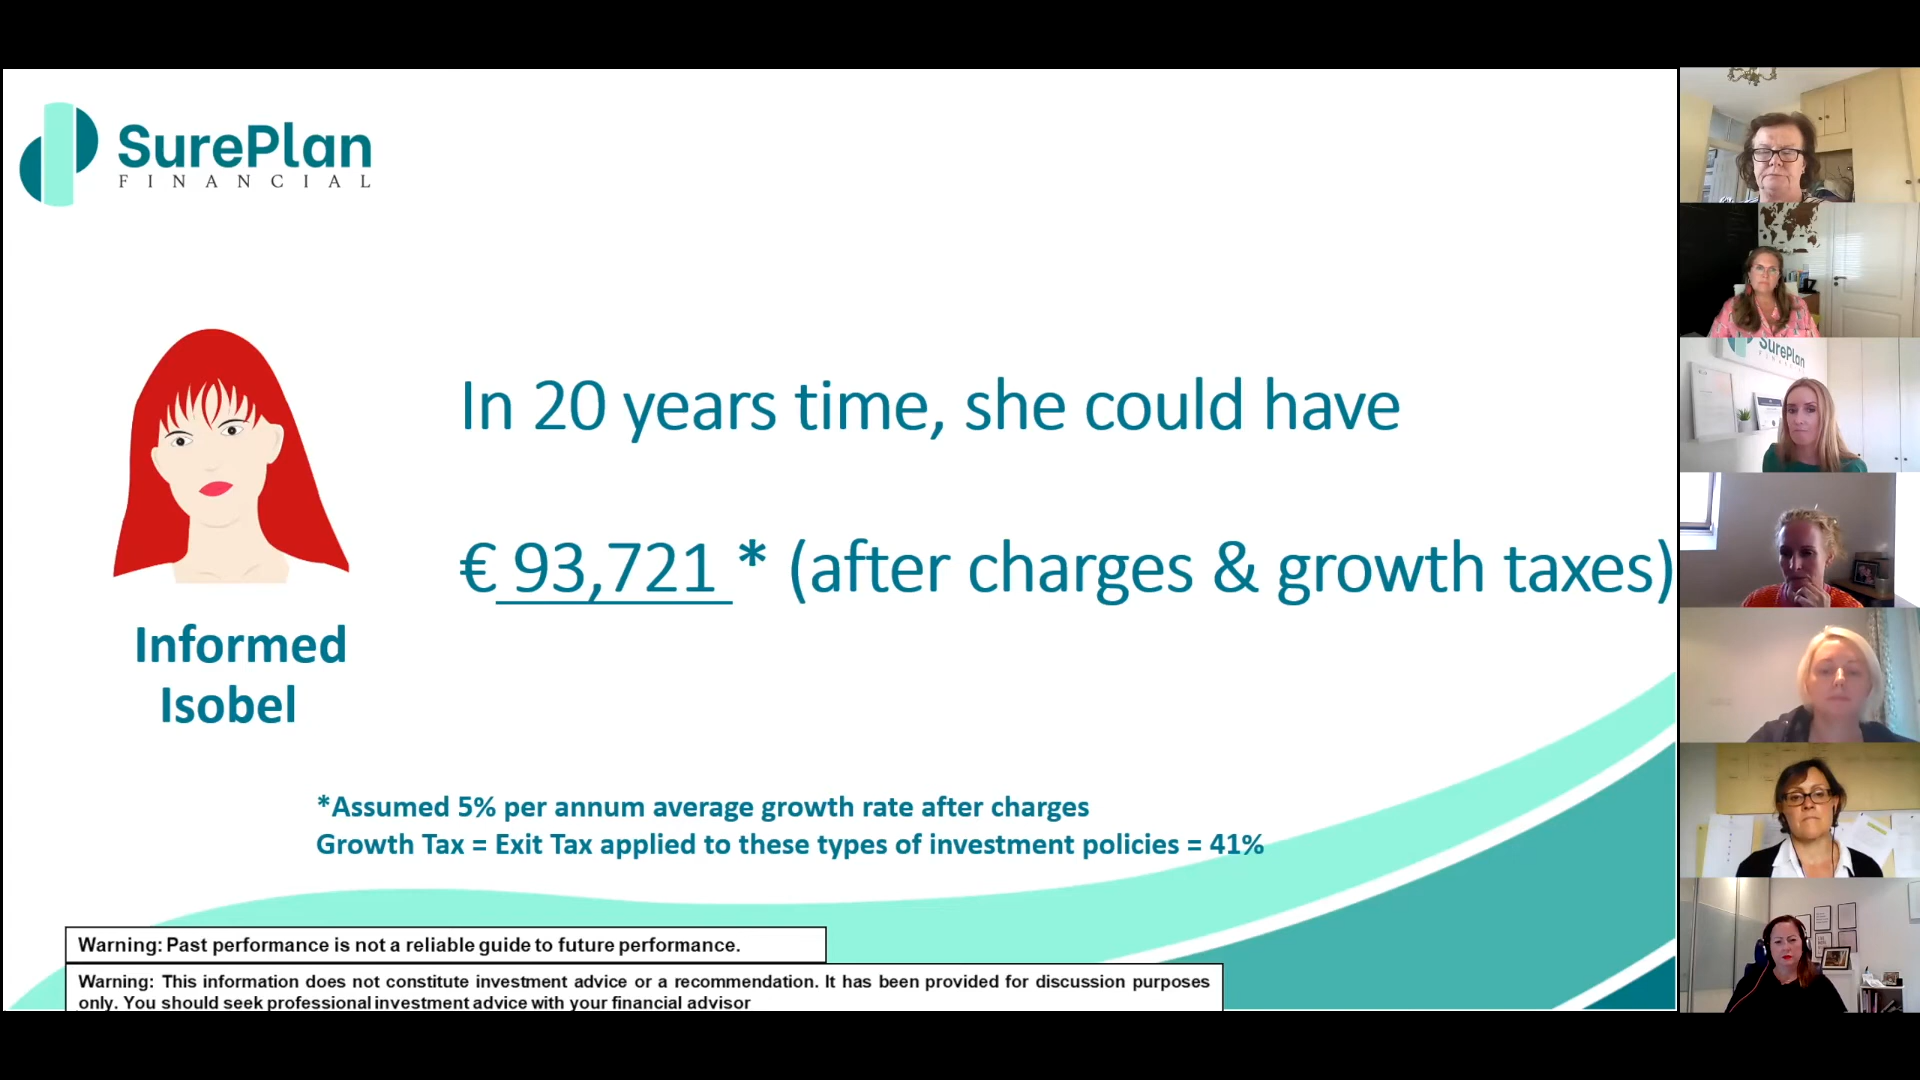 SurePlan
FINANCIAL
In 20 years time, she could have
€ 93,721 * (after charges & growth taxes)
Informed
Isobel
*Assumed 5% per annum average growth rate after charges
Growth Tax = Exit Tax applied to these types of investment policies = 41%
Warning: Past performance is not a reliable guide to future performance.
Warning: This information does not constitute investment advice or a recommendation. It has been provided for discussion purposes
only. You should seek professional investment advice with your financial advisor
SurePlan